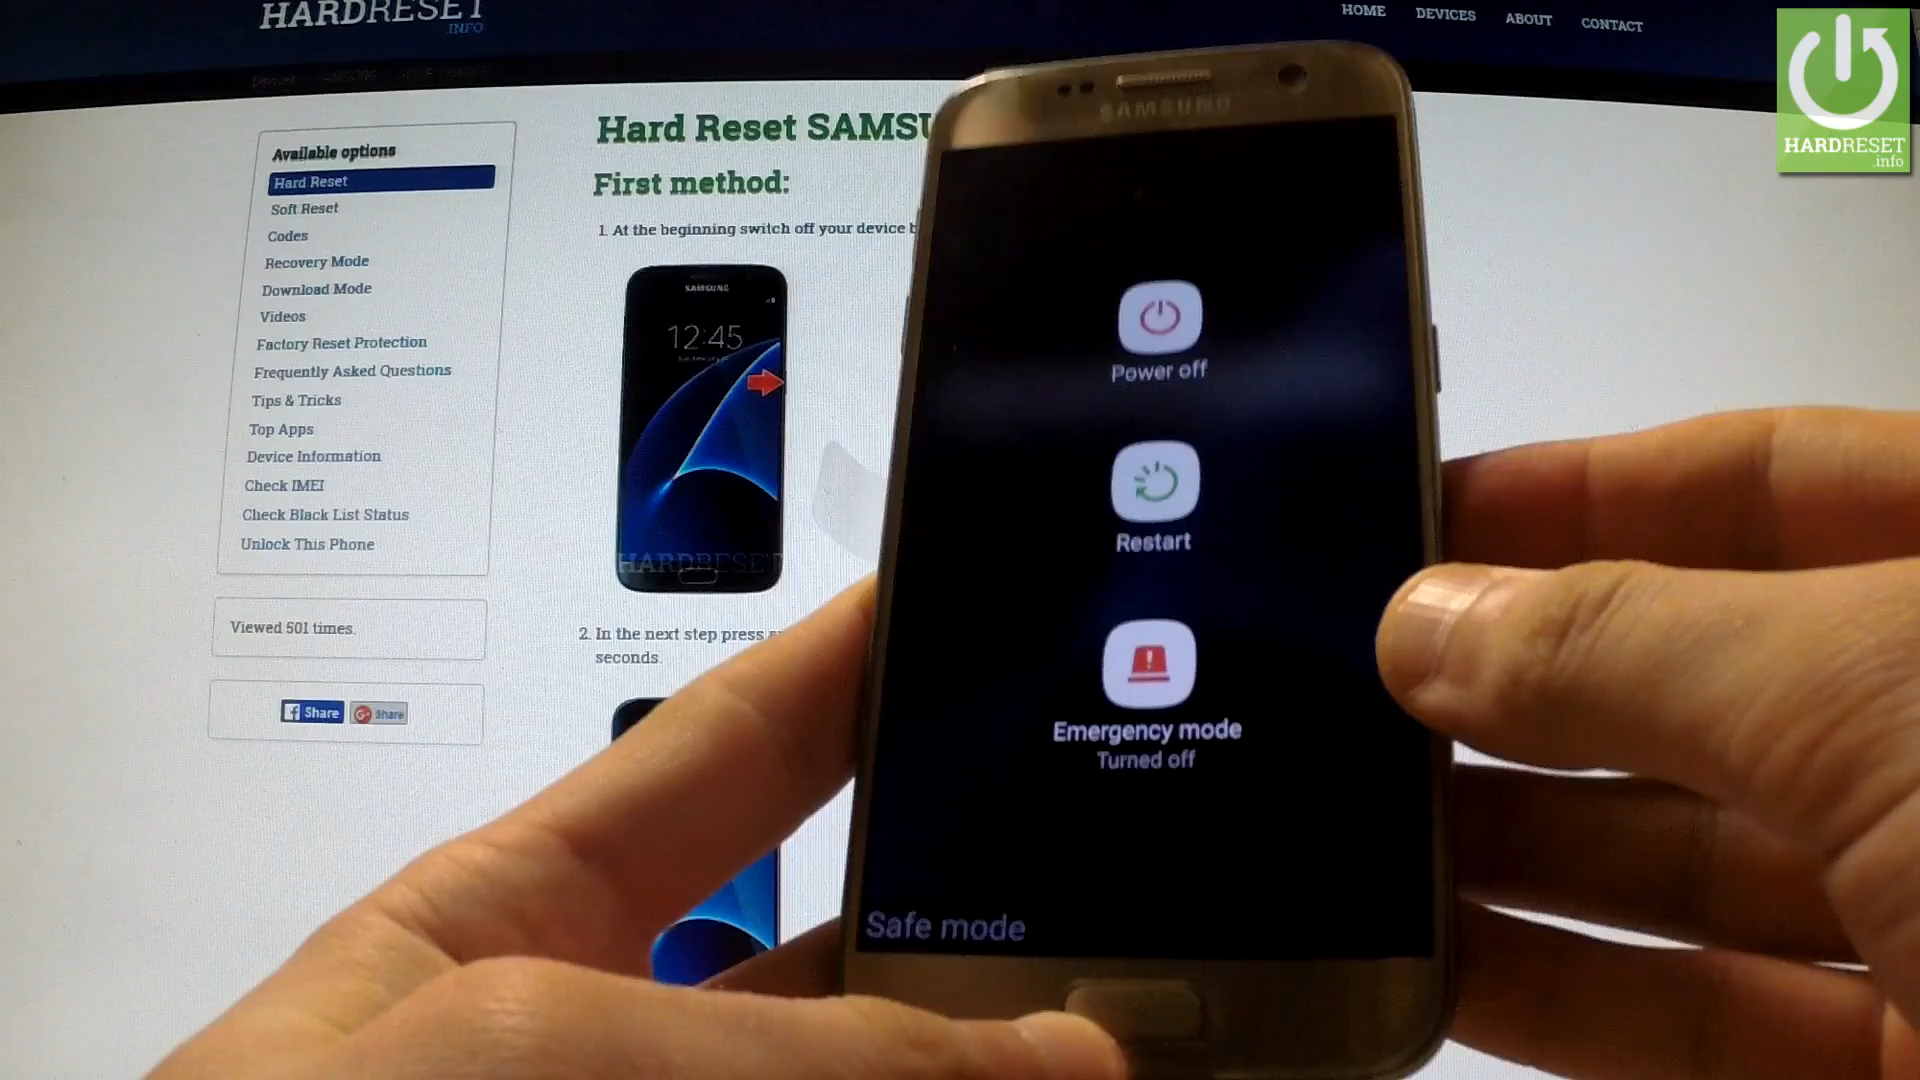 HARDRESET
.INFO
HOME
DEVICES
ABOUT
CONTACT
HARDRESET
.info
Available options
Hard Reset
Soft Reset
Codes
Recovery Mode
Download Mode
Videos
Factory Reset Protection
Frequently Asked Questions
Tips & Tricks
Top Apps
Device Information
Check IMEI
Check Black List Status
Unlock This Phone
Viewed 501 times.
Share
Share
Hard Reset
First method:
1. At the beginning switch off your device
SAMSUNG
12:45
HARDRESET
2. In the next step press
seconds.
SAMSUNG
Power off
Restart
Emergency mode
Turned off
Safe mode